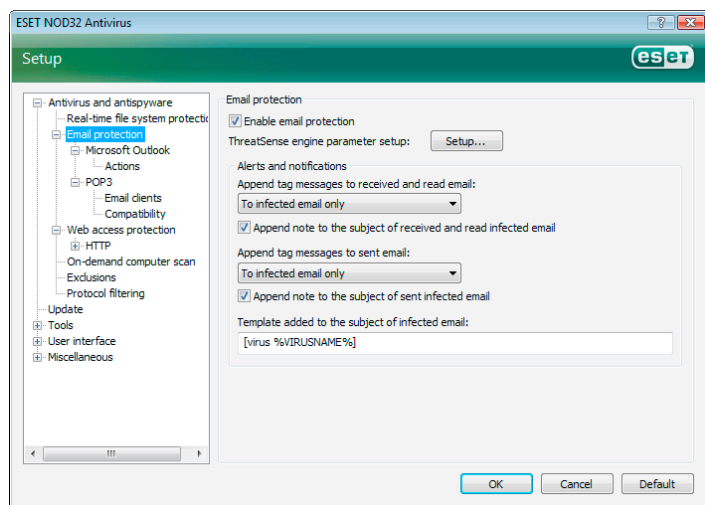 ESET NOD32 Antivirus
Setup
eset
Antivirus and antispyware
Real-time file system protectic
Email protection
Microsoft Outlook
Actions
POP3
Email clients
Compatibility
Web access protection
HTTP
On-demand computer scan
Exclusions
Protocol filtering
Update
Tools
User interface
Miscellaneous
Email protection
Enable email protection
ThreatSense engine parameter setup: Setup...
Alerts and notifications
Append tag messages to received and read email:
To infected email only
Append note to the subject of received and read infected email
Append tag messages to sent email:
To infected email only
Append note to the subject of sent infected email
Template added to the subject of infected email:
[virus %VIRUSNAME%]
OK Cancel Default